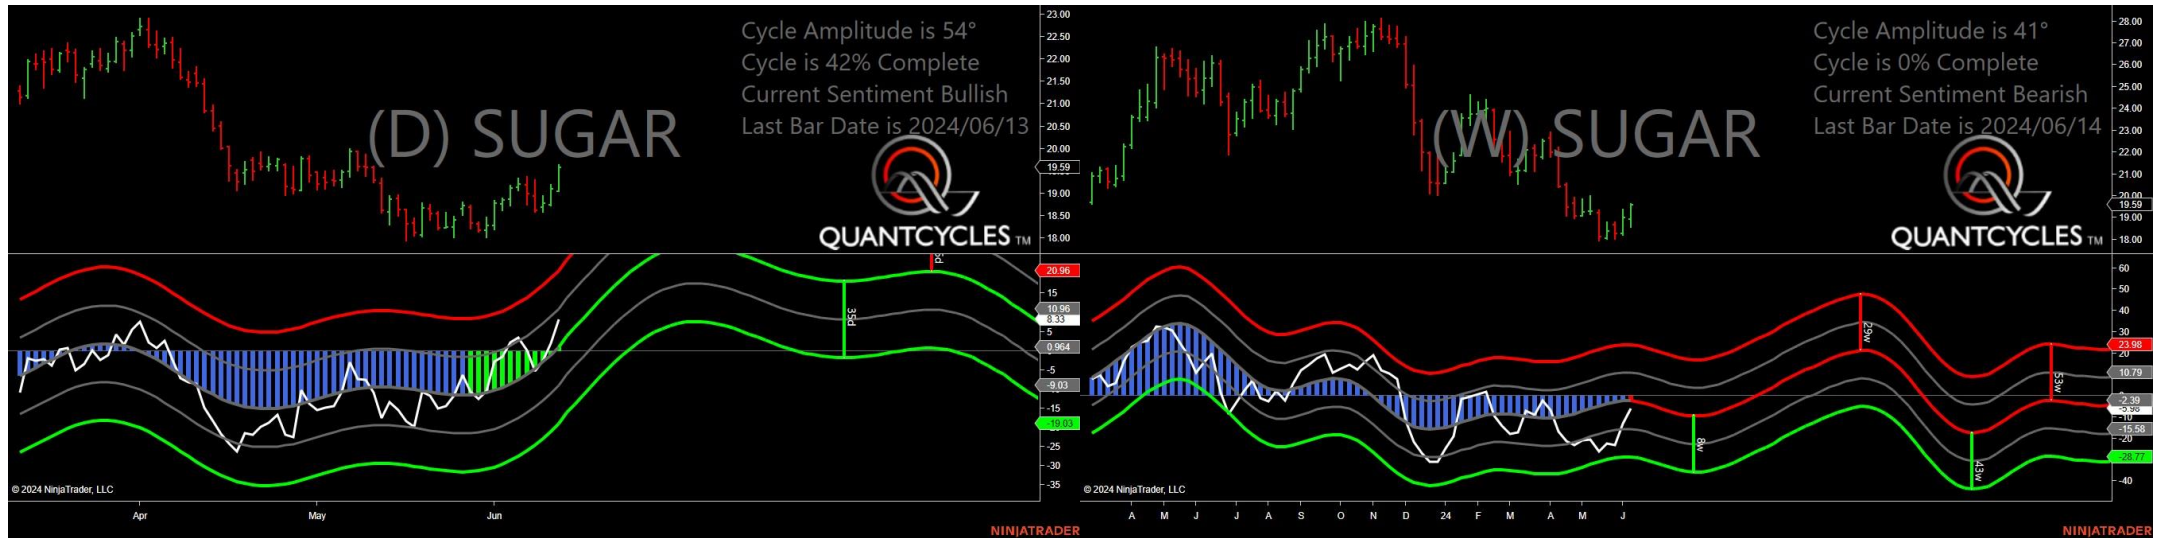 Cycle Amplitude is 54°
Cycle is 42% Complete
Current Sentiment Bullish
Last Bar Date is 2024/06/13
(D) SUGAR
QUANTCYCLES TM
23.00
22.50
22.00
21.50
21.00
20.50
20.00
19.59
19.00
18.50
18.00
20.96
15
10.96
8.33
5
0.964
-5
-9.03
-15
-19.03
-25
-30
-35
35d
© 2024 NinjaTrader, LLC
Apr
May
Jun
NINJATRADER
Cycle Amplitude is 41°
Cycle is 0% Complete
Current Sentiment Bearish
Last Bar Date is 2024/06/14
(W) SUGAR
QUANTCYCLES TM
28.00
27.00
26.00
25.00
24.00
23.00
22.00
21.00
20.00
19.59
19.00
18.00
60
50
40
30
23.98
20
10.79
-2.39
-5.98
-10
-15.58
-20
-28.77
-40
29w
53w
8w
43w
© 2024 NinjaTrader, LLC
A M J J A S O N D 24 F M A M J
NINJATRADER